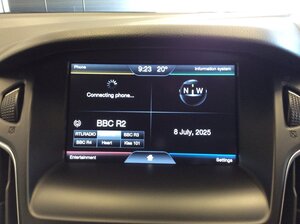 Phone 9:23 20° Information system
Connecting phone...
N W
BBC R2
RTLRADIO BBC R3
BBC R4 Heart Kiss 101
8 July, 2025
Entertainment Settings